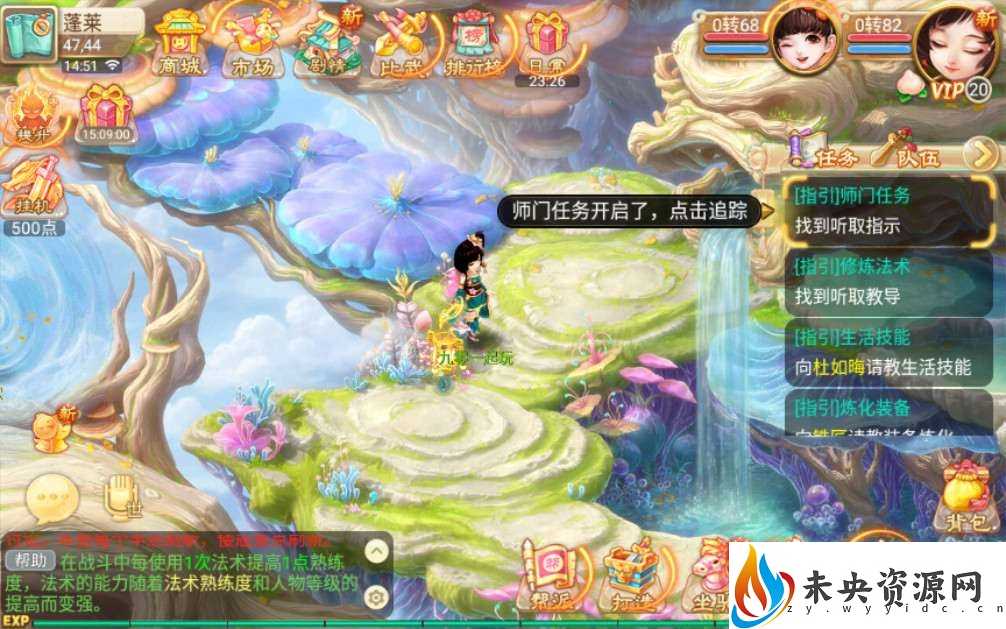 蓬莱
47,44
14:51
商城
市场
新
剧情
比武
榜
排行榜
日常
23:26
0转68
0转82
新
VIP20
挂机
15:09:00
500点
任务
队伍
师门任务开启了，点击追踪
[指引]师门任务
找到听取指示
[指引]修炼法术
找到听取教导
[指引]生活技能
向杜如晦请教生活技能
[指引]炼化装备
新
世
背包
帮助 在战斗中每使用1次法术提高1点熟练
度，法术的能力随着法术熟练度和人物等级的
提高而变强。
EXP
帮派
打造
坐骑
未央资源网
zy.wyyidc.cn